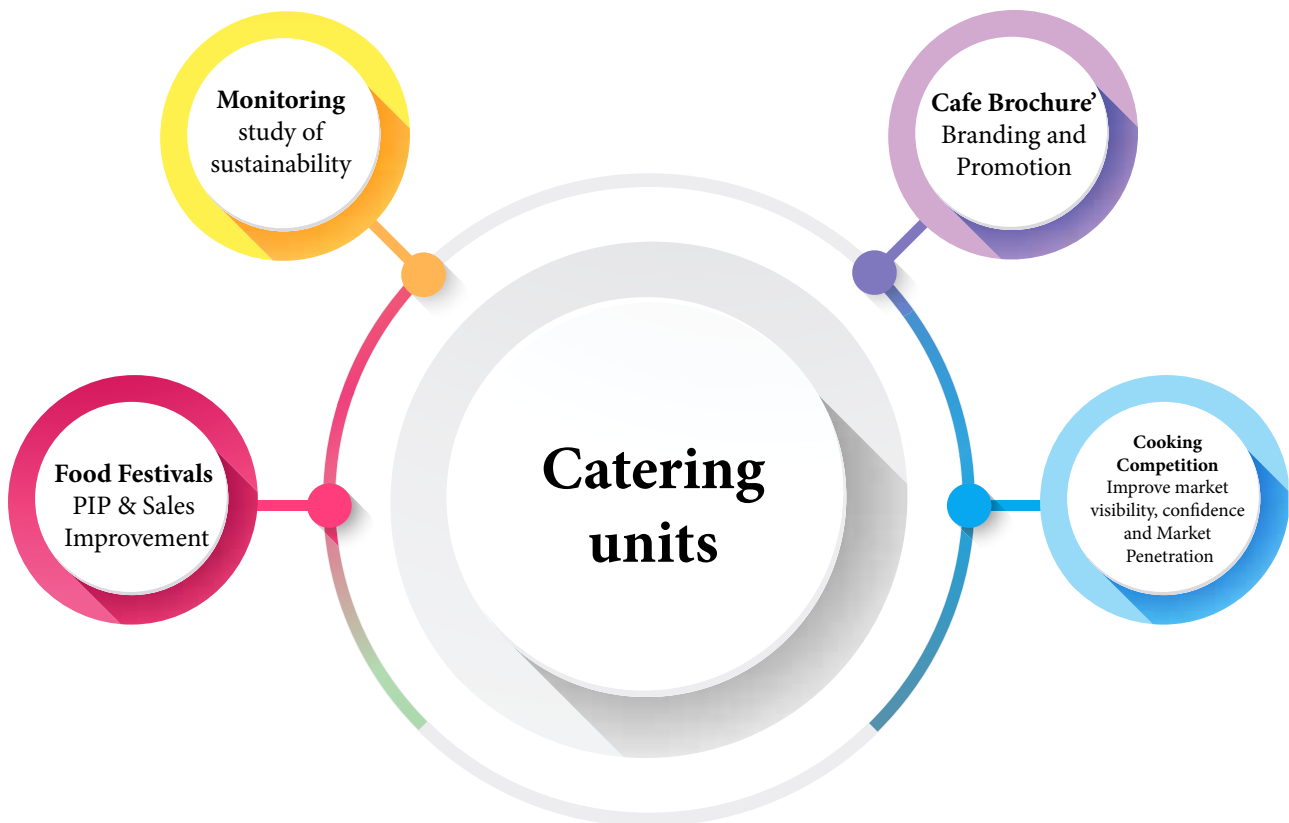 Monitoring
study of
sustainability
Cafe Brochure’
Branding and
Promotion
Food Festivals
PIP & Sales
Improvement
Catering
units
Cooking
Competition
Improve market
visibility, confidence
and Market
Penetration